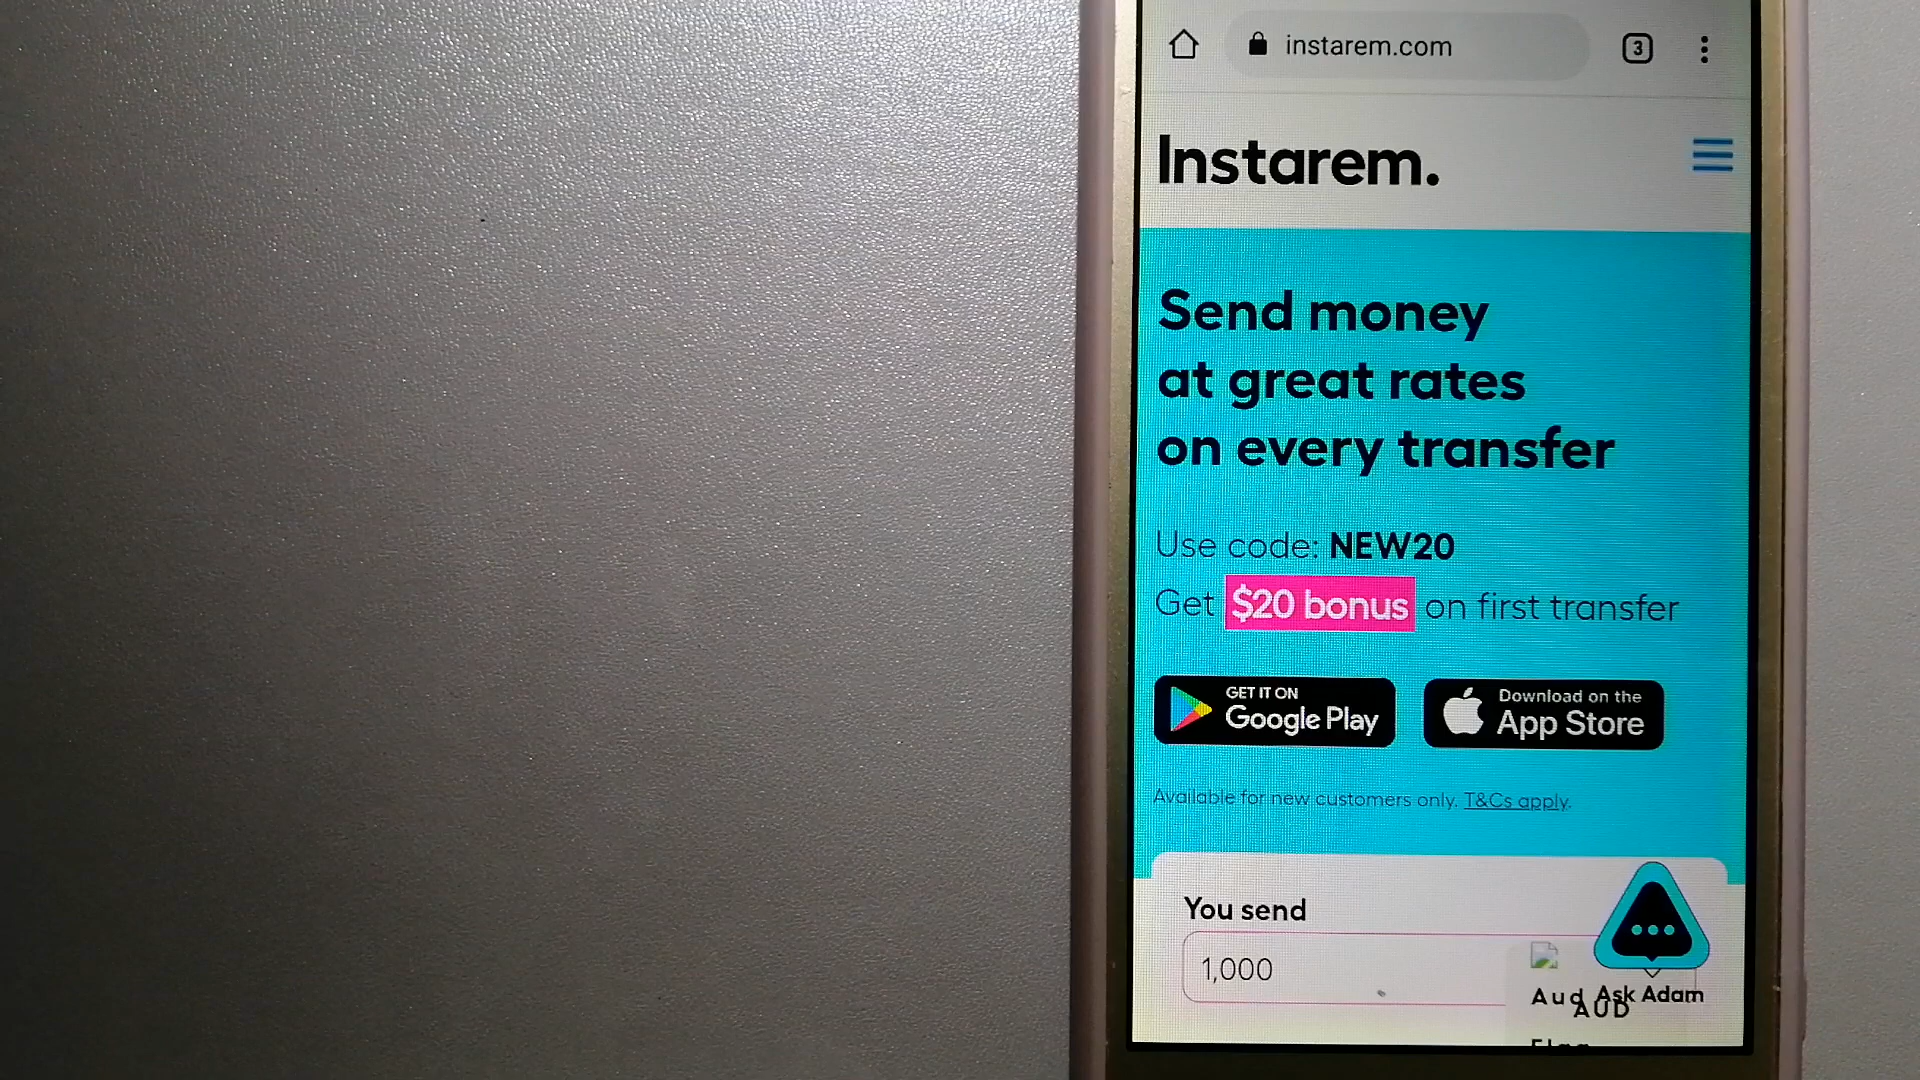 instarem.com
3
Instarem.
Send money
at great rates
on every transfer
Use code: NEW20
Get $20 bonus on first transfer
GET IT ON
Google Play
Download on the
App Store
Available for new customers only. T&Cs apply.
You send
1,000
Aud
AUD
Ask Adam